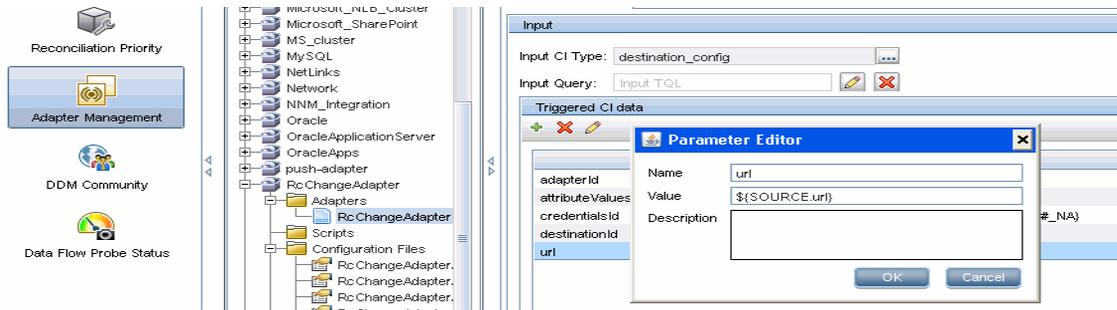 Reconciliation Priority
Adapter Management
DDM Community
Data Flow Probe Status
Microsoft_NLB_Cluster
Microsoft_SharePoint
MS_cluster
MySQL
NetLinks
Network
NNM_Integration
Oracle
OracleApplicationServer
OracleApps
push-adapter
RcChangeAdapter
Adapters
RcChangeAdapter
Scripts
Configuration Files
RcChangeAdapter.
RcChangeAdapter.
RcChangeAdapter.
Input
Input CI Type: destination_config ...
Input Query: Input TQL
Triggered CI data
adapterId
attributeValues
credentialsId #_NA}
destinationId
url
Parameter Editor
Name url
Value ${SOURCE.url}
Description
OK Cancel